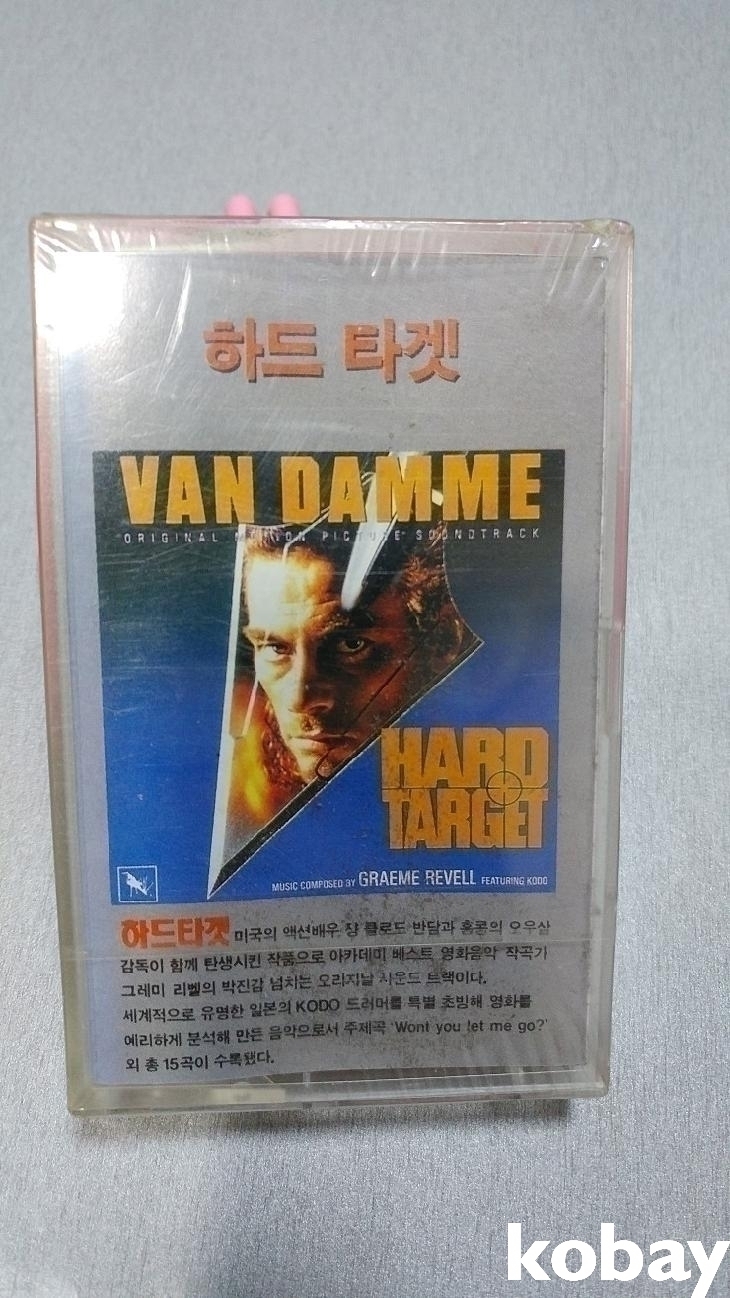 하드 타겟
VAN DAMME
ORIGINAL MOTION PICTURE SOUNDTRACK
HARD
TARGET
MUSIC COMPOSED BY GRAEME REVELL FEATURING KODO
하드타겟 미국의 액션배우 쟝 클로드 반담과 홍콩의 오우삼
감독이 함께 탄생시킨 작품으로 아카데미 베스트 영화음악 작곡가
그레미 리벨의 박진감 넘치는 오리지날 사운드 트랙이다.
세계적으로 유명한 일본의 KODO 드러머를 특별 초빙해 영화를
예리하게 분석해 만든 음악으로서 주제곡 'Wont you let me go?'
외 총 15곡이 수록됐다.
kobay